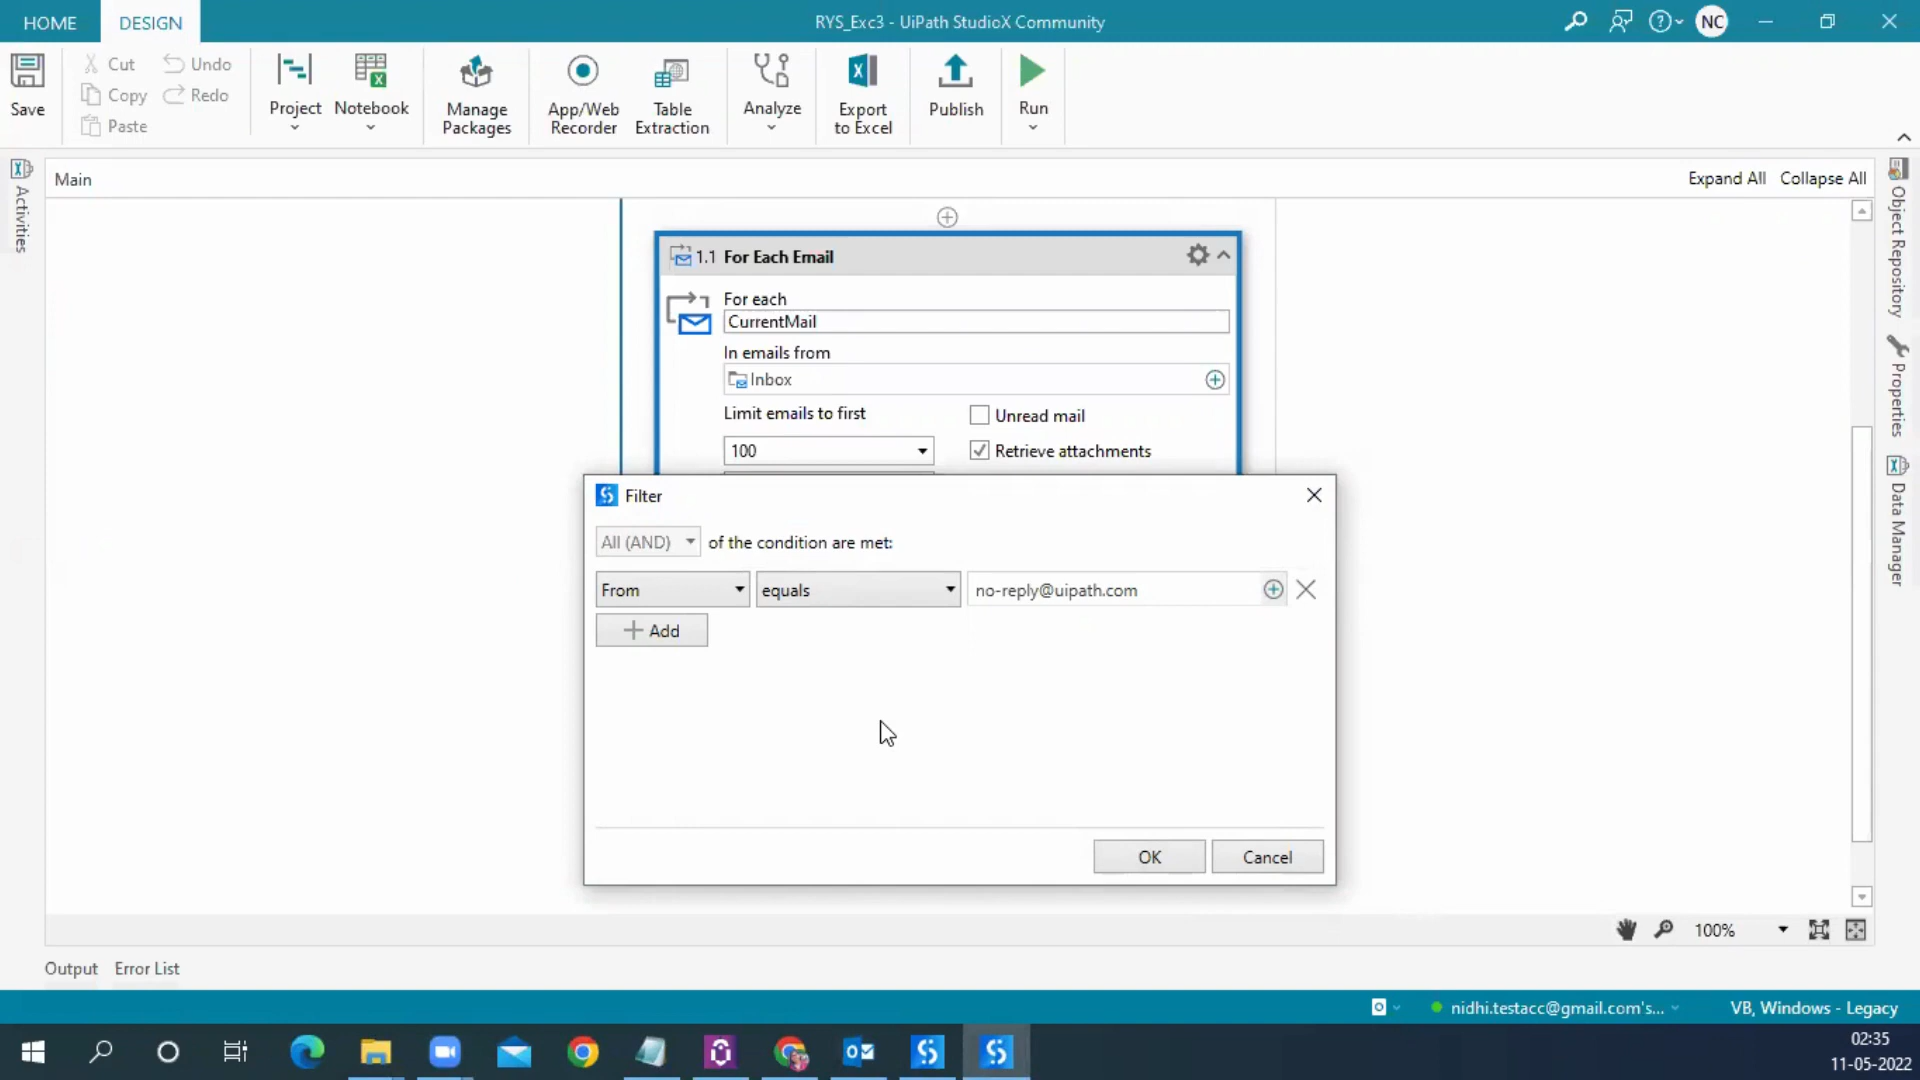 HOME
DESIGN
RYS_Exc3 - UiPath StudioX Community
NC
Save
Cut
Copy
Paste
Undo
Redo
Project
Notebook
Manage
Packages
App/Web
Recorder
Table
Extraction
Analyze
Export
to Excel
Publish
Run
Activities
Main
Expand All
Collapse All
Object Repository
Properties
Data Manager
1.1 For Each Email
For each
CurrentMail
In emails from
Inbox
Limit emails to first
Unread mail
100
Retrieve attachments
Filter
All (AND) of the condition are met:
From
equals
no-reply@uipath.com
Add
OK
Cancel
100%
Output
Error List
nidhi.testacc@gmail.com's...
VB, Windows - Legacy
02:35
11-05-2022